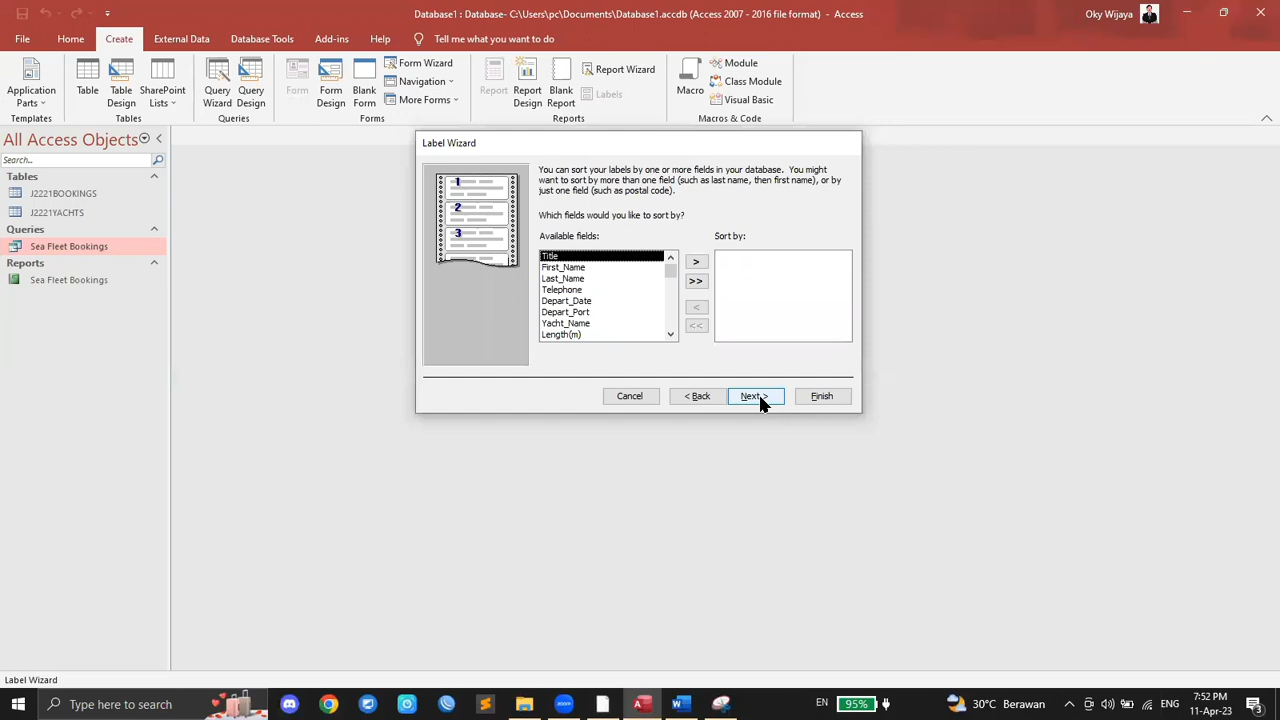 Database1 : Database- C:\Users\pc\Documents\Database1.accdb (Access 2007 - 2016 file format) - Access
Oky Wijaya
File Home Create External Data Database Tools Add-ins Help Tell me what you want to do
Application Parts
Table
Table Design
SharePoint Lists
Query Wizard
Query Design
Form
Form Design
Blank Form
Form Wizard
Navigation
More Forms
Report
Report Design
Blank Report
Report Wizard
Labels
Macro
Module
Class Module
Visual Basic
Templates Tables Queries Forms Reports Macros & Code
All Access Objects
Search...
Tables
J2221BOOKINGS
J2221YACHTS
Queries
Sea Fleet Bookings
Reports
Sea Fleet Bookings
Label Wizard
1
2
3
You can sort your labels by one or more fields in your database. You might
want to sort by more than one field (such as last name, then first name), or by
just one field (such as postal code).
Which fields would you like to sort by?
Available fields:
Sort by:
Title
First_Name
Last_Name
Telephone
Depart_Date
Depart_Port
Yacht_Name
Length(m)
>
>>
<
<<
Cancel < Back Next > Finish
Label Wizard
Type here to search
EN 95% 30°C Berawan ENG 7:52 PM
11-Apr-23
3